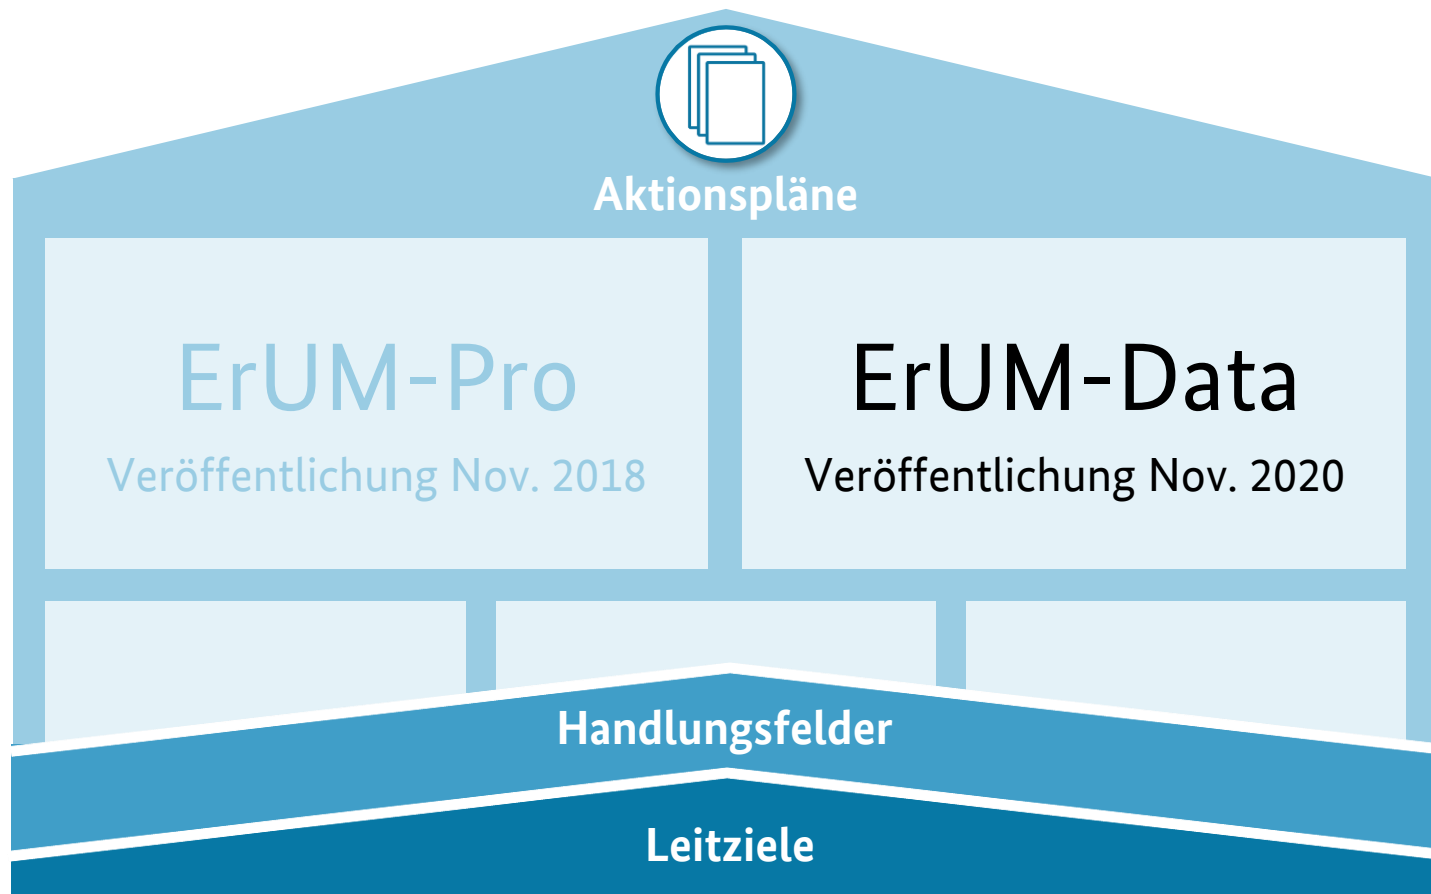 Aktionspläne
ErUM-Pro
Veröffentlichung Nov. 2018
ErUM-Data
Veröffentlichung Nov. 2020
Handlungsfelder
Leitziele